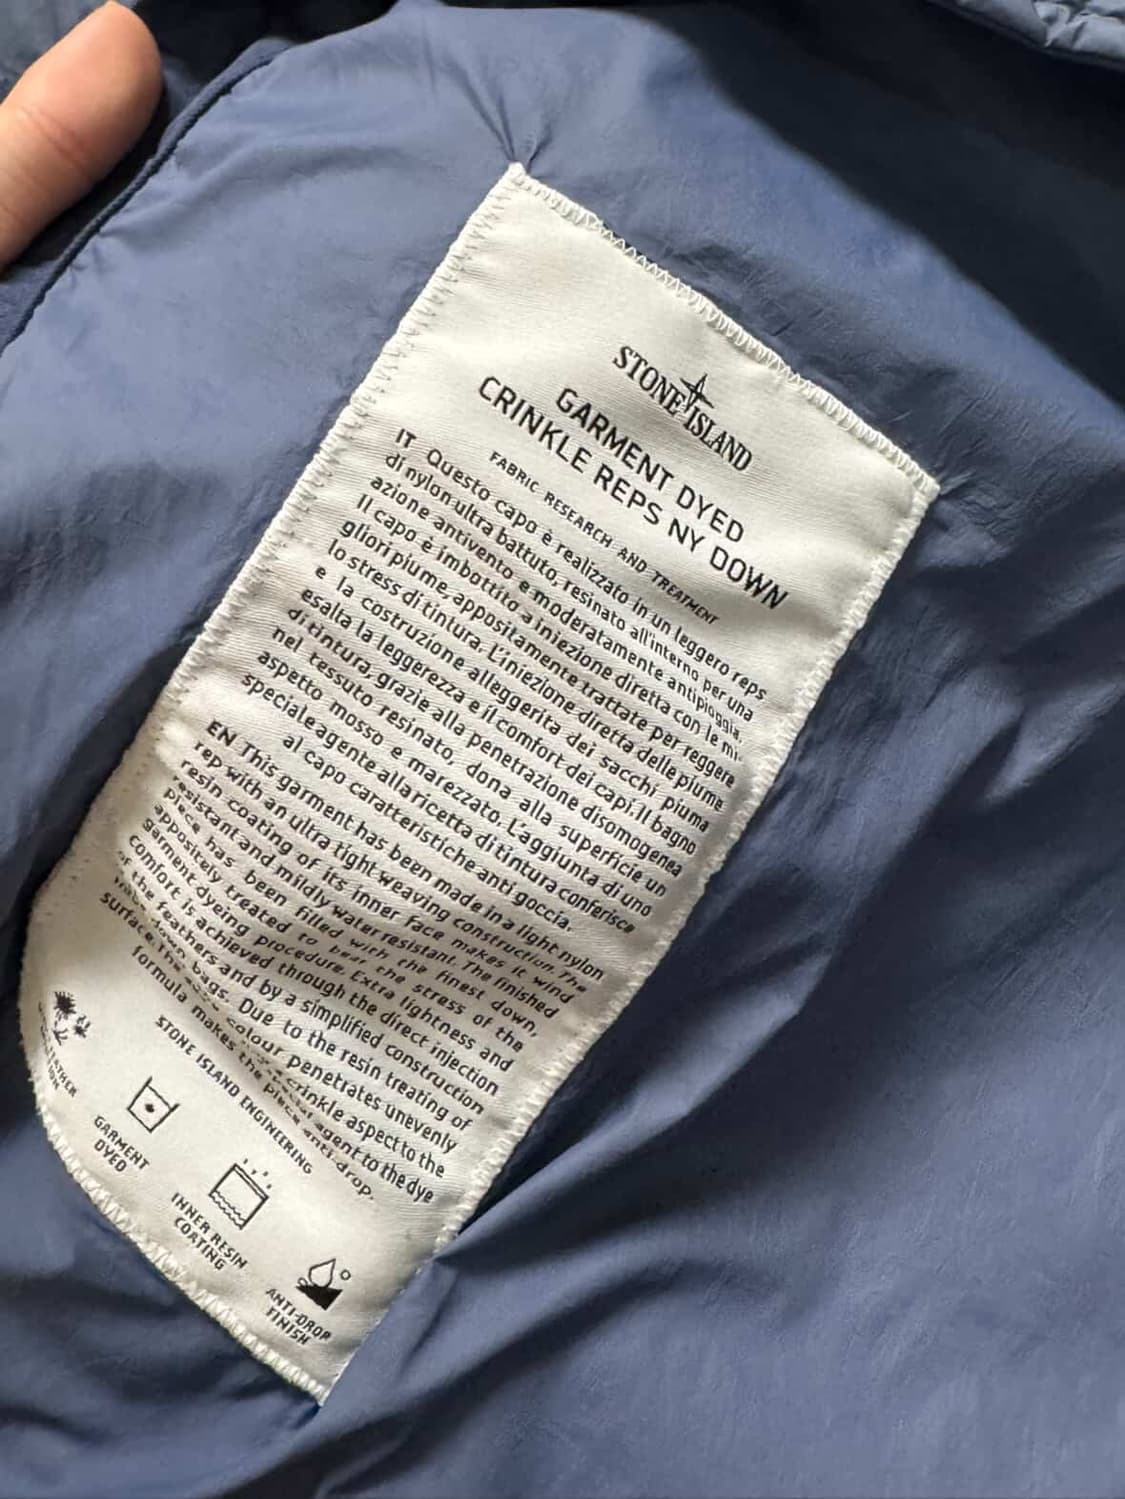 STONE ISLAND
GARMENT DYED
CRINKLE REPS NY DOWN
FABRIC RESEARCH AND TREATMENT
IT Questo capo è realizzato in un leggero reps
di nylon ultra battuto, resinato all'interno per una
azione antivento e moderatamente antipioggia.
Il capo è imbottito a iniezione diretta con le mi-
gliori piume, appositamente trattate per reggere
lo stress di tintura. L'iniezione diretta delle piume
e la costruzione alleggerita dei sacchi piuma
esalla la leggerezza e il comfort dei capi. Il bagno
di tintura, grazie alla penetrazione disomogenea
nel tessuto resinato, dona alla superficie un
aspetto mosso e marezzato. L'aggiunta di uno
speciale agente alla ricetta di tintura conferisce
al capo caratteristiche anti goccia.
EN This garment has been made in a light nylon
rep with an ultra tight weaving construction. The
resin coating of its inner face makes it wind
resistant and mildly water resistant. The finished
piece has been filled with the finest down,
appositely treated to bear the stress of the
garment dyeing procedure. Extra lightness and
comfort is achieved through the direct injection
of the feathers and by a simplified construction
down bags. Due to the resin treating of
colour penetrates unevenly
crinkle aspect to the
surface. The agent to the dye
formula makes the piece anti-drop.
STONE ISLAND ENGINEERING
GARMENT
DYED
INNER RESIN
COATING
ANTI-DROP
FINISH